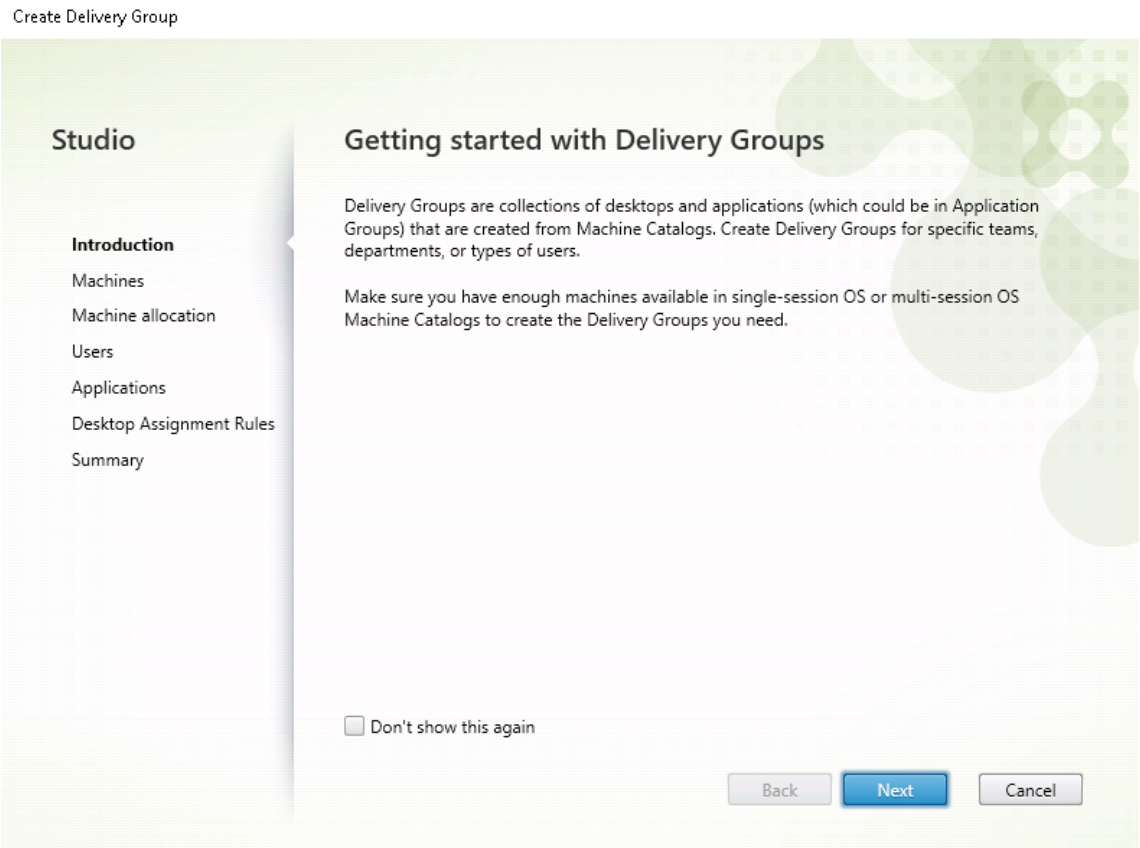 Create Delivery Group
Studio
Introduction
Machines
Machine allocation
Users
Applications
Desktop Assignment Rules
Summary
Getting started with Delivery Groups
Delivery Groups are collections of desktops and applications (which could be in Application
Groups) that are created from Machine Catalogs. Create Delivery Groups for specific teams,
departments, or types of users.
Make sure you have enough machines available in single-session OS or multi-session OS
Machine Catalogs to create the Delivery Groups you need.
Don't show this again
Back
Next
Cancel